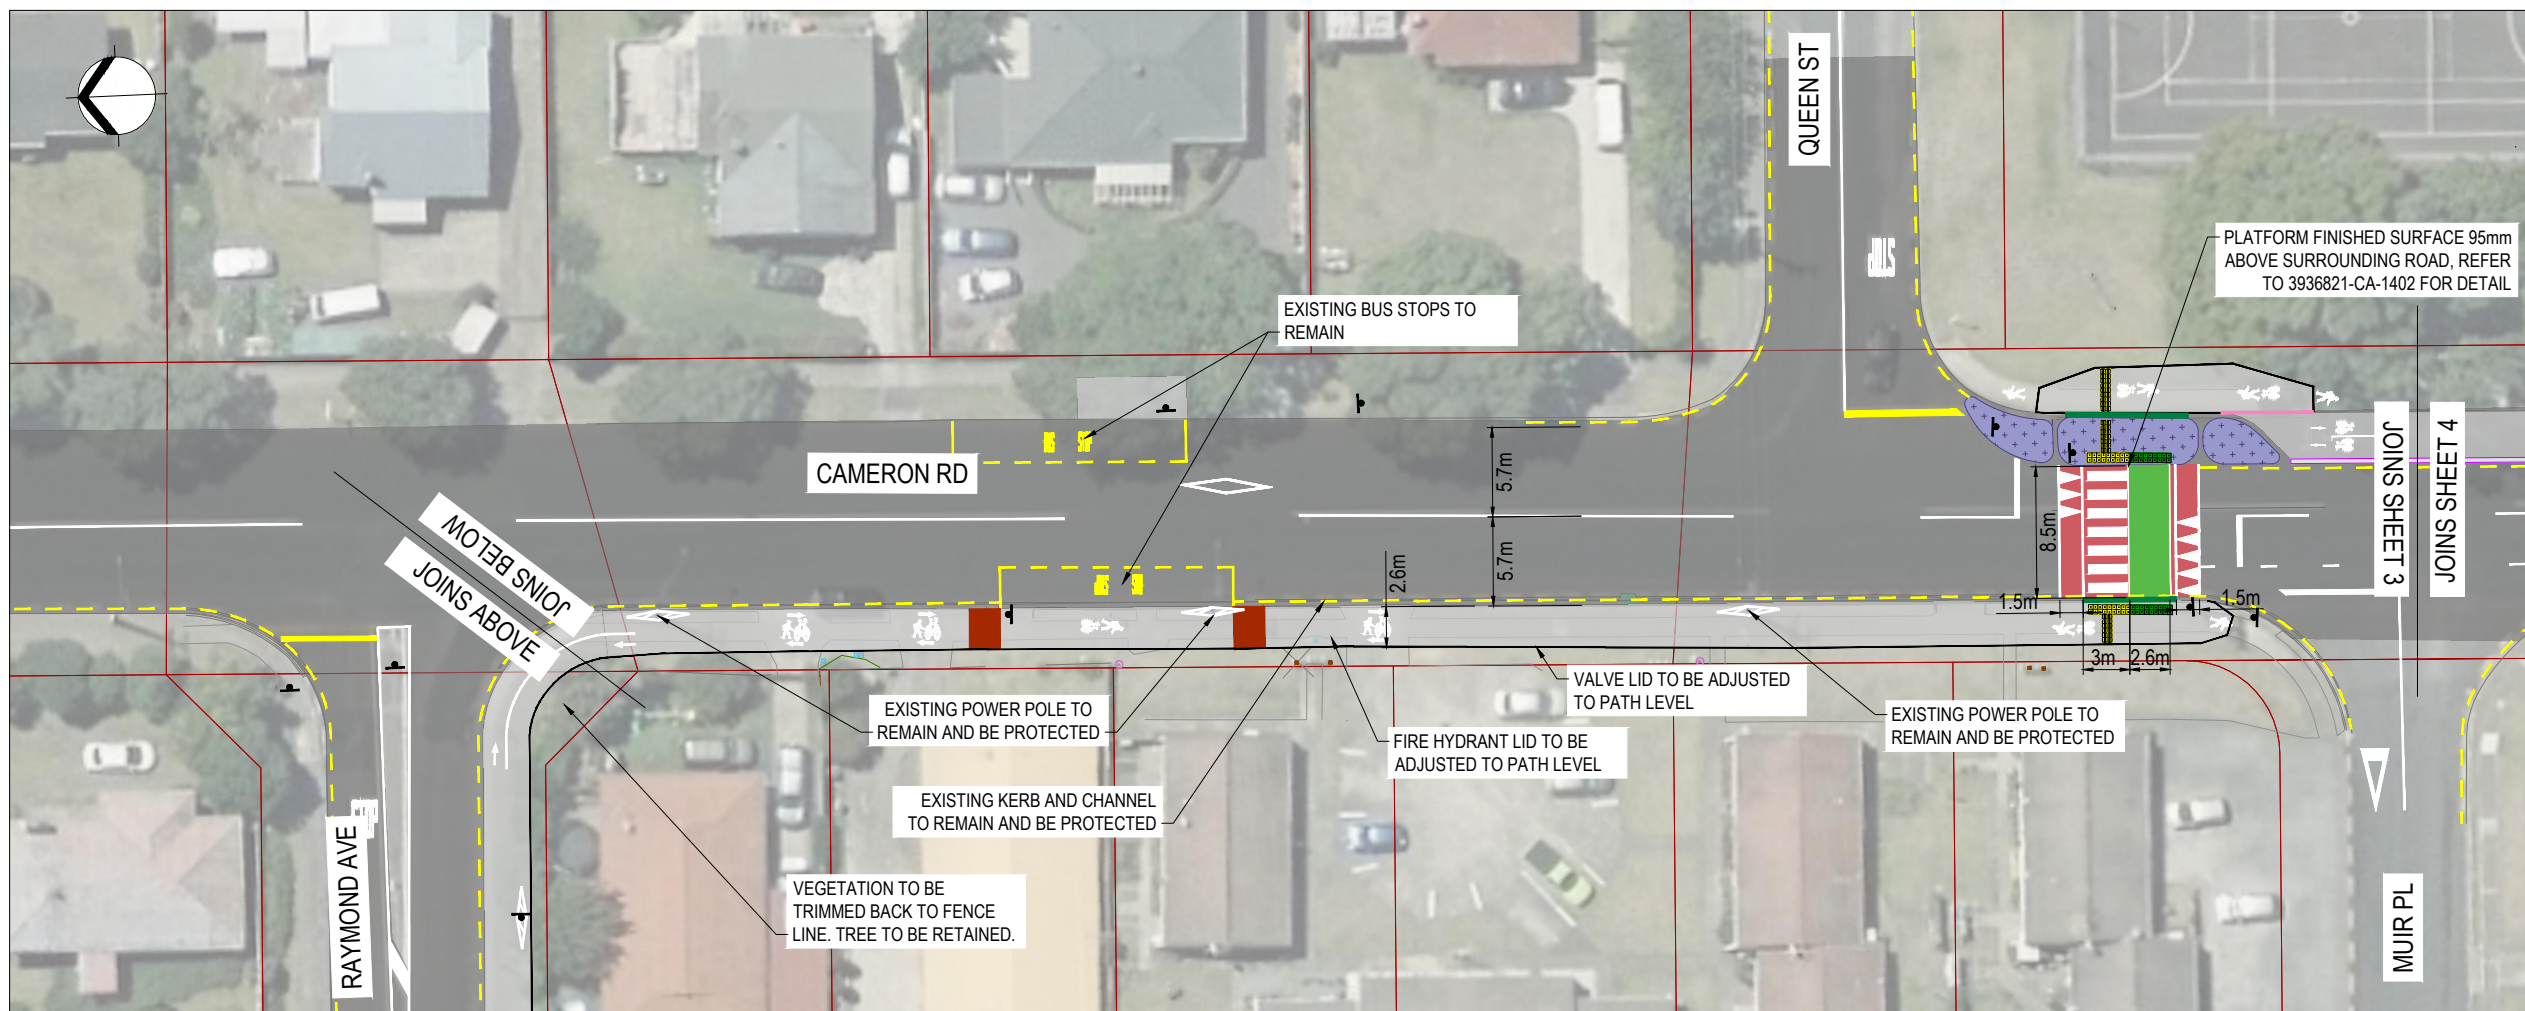 QUEEN ST
STOP
PLATFORM FINISHED SURFACE 95mm
ABOVE SURROUNDING ROAD, REFER
TO 3936821-CA-1402 FOR DETAIL
EXISTING BUS STOPS TO
REMAIN
CAMERON RD
5.7m
5.7m
2.6m
8.5m
1.5m
1.5m
3m
2.6m
JOINS SHEET 3
JOINS SHEET 4
JOINS BELOW
JOINS ABOVE
EXISTING POWER POLE TO
REMAIN AND BE PROTECTED
VALVE LID TO BE ADJUSTED
TO PATH LEVEL
FIRE HYDRANT LID TO BE
ADJUSTED TO PATH LEVEL
EXISTING POWER POLE TO
REMAIN AND BE PROTECTED
EXISTING KERB AND CHANNEL
TO REMAIN AND BE PROTECTED
VEGETATION TO BE
TRIMMED BACK TO FENCE
LINE. TREE TO BE RETAINED.
RAYMOND AVE
MUIR PL